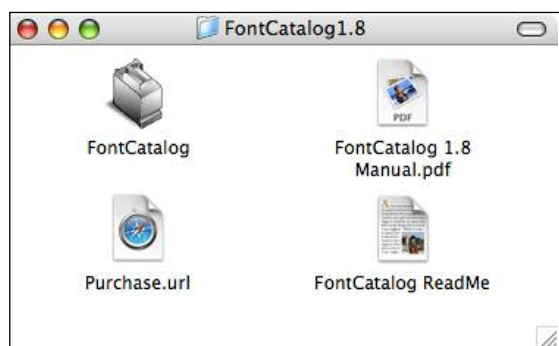 FontCatalog1.8
FontCatalog
FontCatalog 1.8
Manual.pdf
PDF
Purchase.url
FontCatalog ReadMe